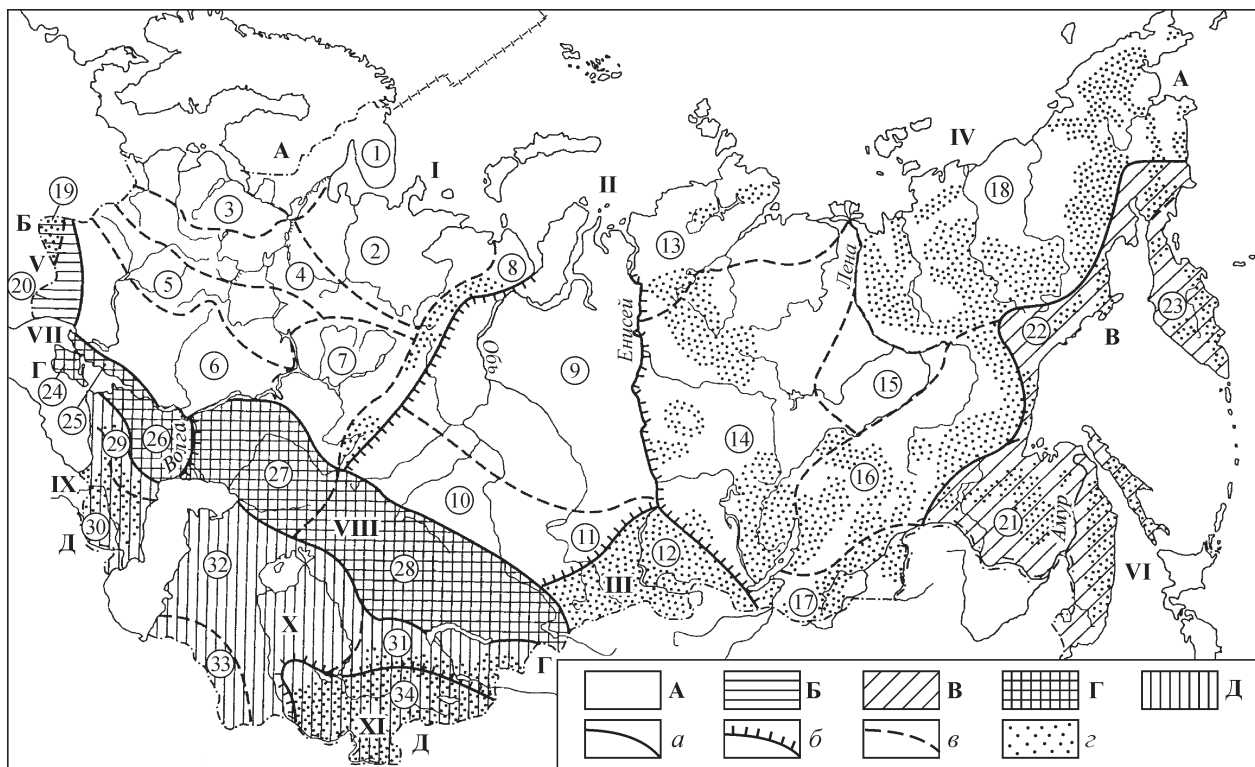 А
А
IV
I
II
1
19
3
18
Б
2
13
V
5
4
8
Лена
20
Енисей
VII
Обь
22
23
В
6
7
9
15
Г
24
25
14
29
26
Волга
16
27
10
IX
30
VIII
11
12
21
Амур
Д
32
28
III
17
VI
X
31
33
Г
34
XI
Д
А
Б
В
Г
Д
а
б
в
г